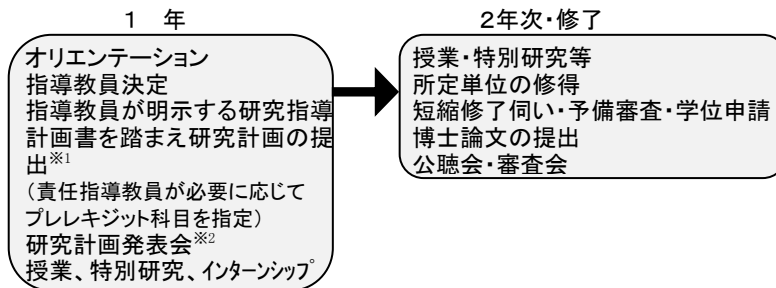 1 年
オリエンテーション
指導教員決定
指導教員が明示する研究指導
計画書を踏まえ研究計画の提
出※1
(責任指導教員が必要に応じて
プレレキジット科目を指定)
研究計画発表会※2
授業、特別研究、インターンシップ
2年次・修了
授業・特別研究等
所定単位の修得
短縮修了伺い・予備審査・学位申請
博士論文の提出
公聴会・審査会